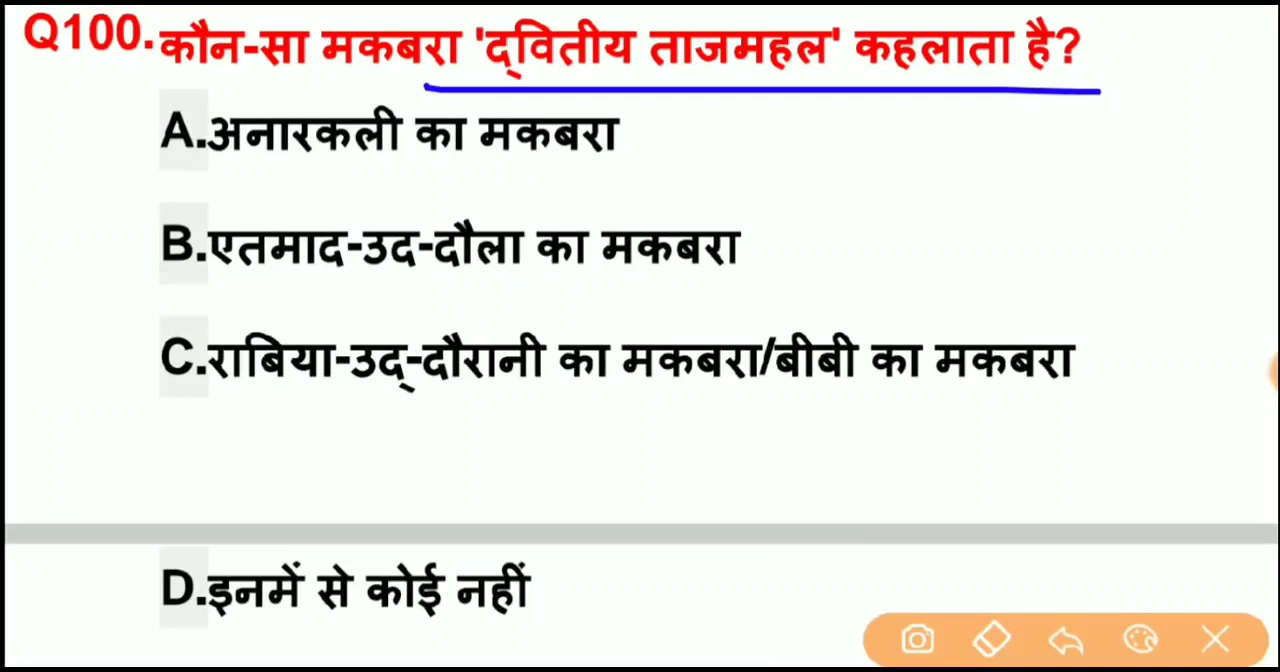 Q100. कौन-सा मकबरा 'द्वितीय ताजमहल' कहलाता है?
A.अनारकली का मकबरा
B.एतमाद-उद-दौला का मकबरा
C.राबिया-उद्-दौरानी का मकबरा/बीबी का मकबरा
D.इनमें से कोई नहीं